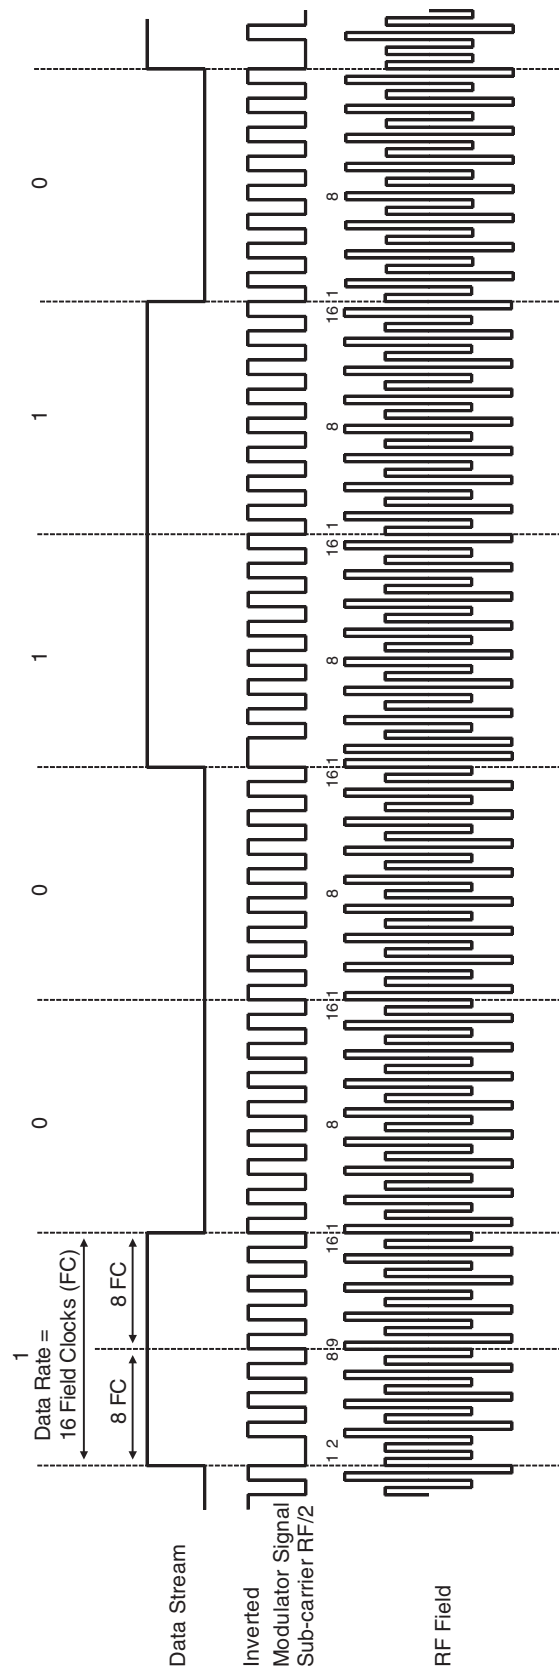 1 0 0 1 1 0
Data Rate =
16 Field Clocks (FC)
8 FC 8 FC
Data Stream
Inverted
Modulator Signal
Sub-carrier RF/2
1 2 8 9 16 1 8 16 1 8 16 1 8 16 1 8 16 1 8
RF Field